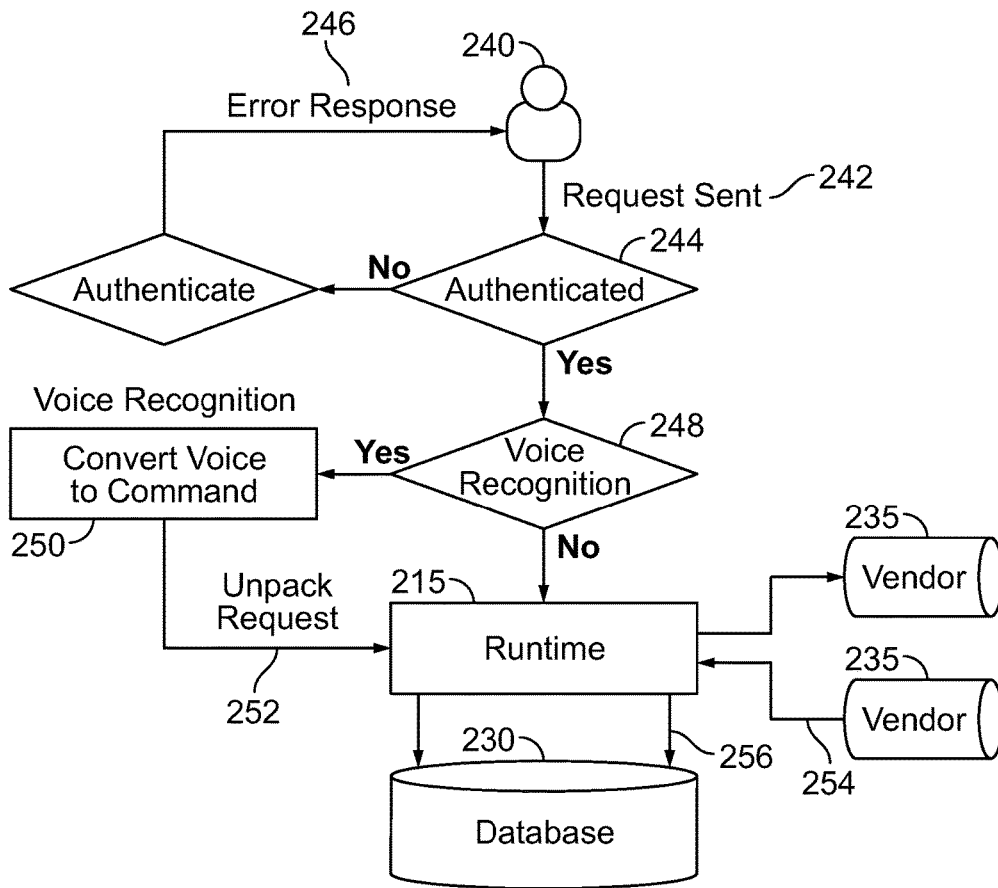 246
240
Error Response
Request Sent 242
244
Authenticate
No
Authenticated
Yes
Voice Recognition
248
Convert Voice
to Command
Yes
Voice
Recognition
250
No
235
Vendor
Unpack
Request
215
Runtime
252
235
Vendor
230
256
254
Database